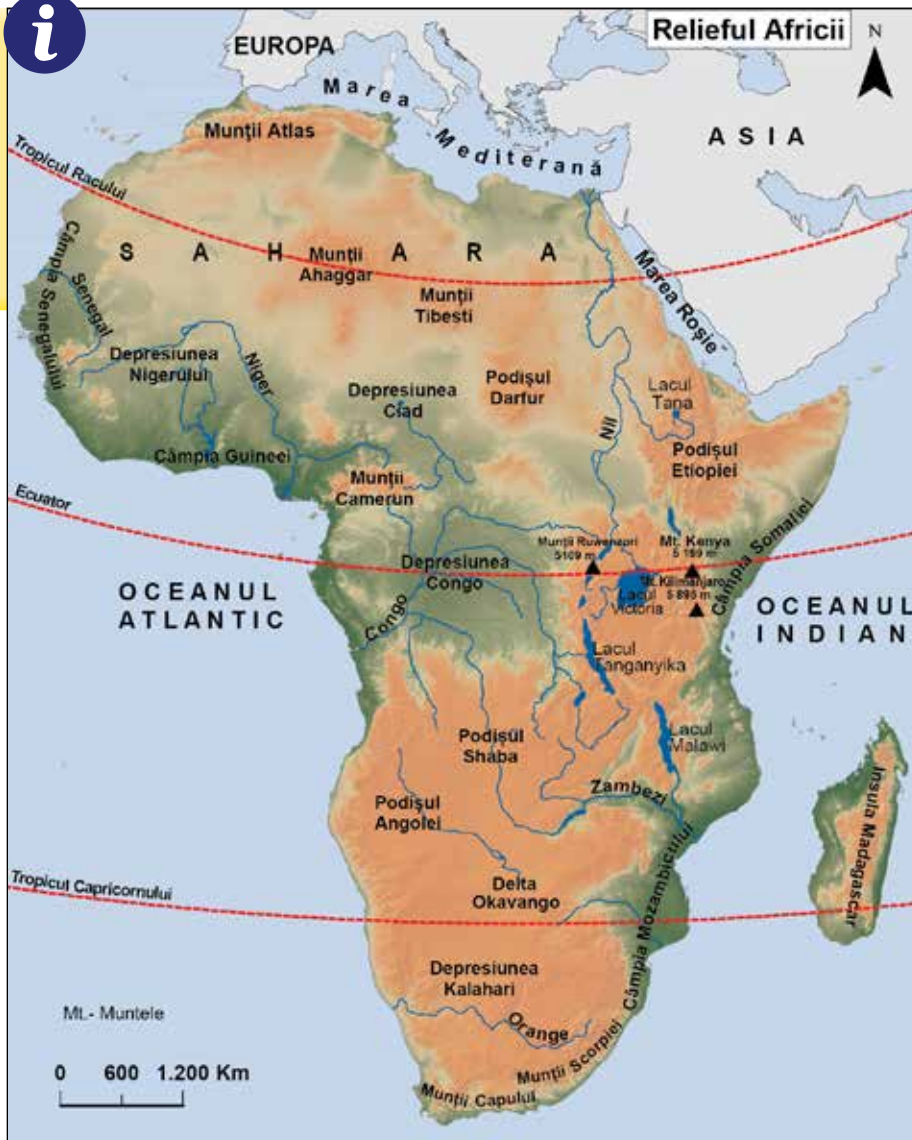 i
Relieful Africii
N
EUROPA
Marea
Mediterană
ASIA
Munții Atlas
Tropicul Racului
SAHARA
Munții
Ahaggar
Munții
Tibesti
Marea Roșie
Câmpia Senegalului
Senegal
Depresiunea
Nigerului
Niger
Depresiunea
Ciad
Podișul
Darfur
Nil
Lacul
Tana
Câmpia Guineei
Munții
Camerun
Podișul
Etiopiei
Ecuator
Munții Ruwenzori
5109 m
Mt. Kenya
5 199 m
Câmpia Somaliei
Depresiunea
Congo
Mt. Kilimanjaro
5 895 m
Lacul
Victoria
OCEANUL
ATLANTIC
Congo
OCEANUL
INDIAN
Lacul
Tanganyika
Podișul
Shaba
Lacul
Malawi
Zambezi
Podișul
Angolei
Insula Madagascar
Tropicul Capricornului
Delta
Okavango
Câmpia Mozambicului
Depresiunea
Kalahari
Orange
Mt.- Muntele
Munții Scorpiei
Munții Capului
0 600 1.200 Km